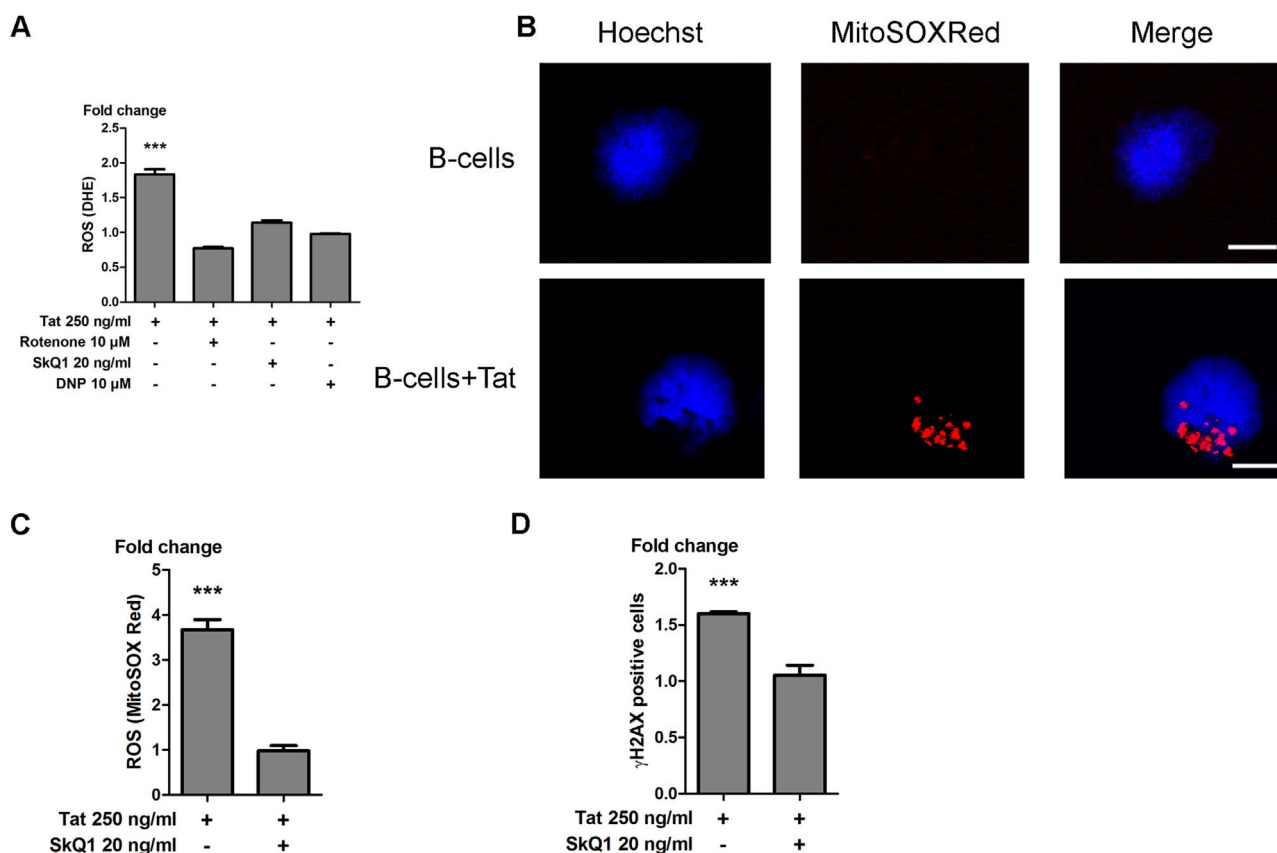 A
Fold change
ROS (DHE)
2.5
2.0
1.5
1.0
0.5
0.0
***
Tat 250 ng/ml + + + +
Rotenone 10 µM - + - -
SkQ1 20 ng/ml - - + -
DNP 10 µM - - - +
B
Hoechst MitoSOXRed Merge
B-cells
B-cells+Tat
C
Fold change
ROS (MitoSOX Red)
5
4
3
2
1
0
***
Tat 250 ng/ml + +
SkQ1 20 ng/ml - +
D
Fold change
γH2AX positive cells
2.0
1.5
1.0
0.5
0.0
***
Tat 250 ng/ml + +
SkQ1 20 ng/ml - +